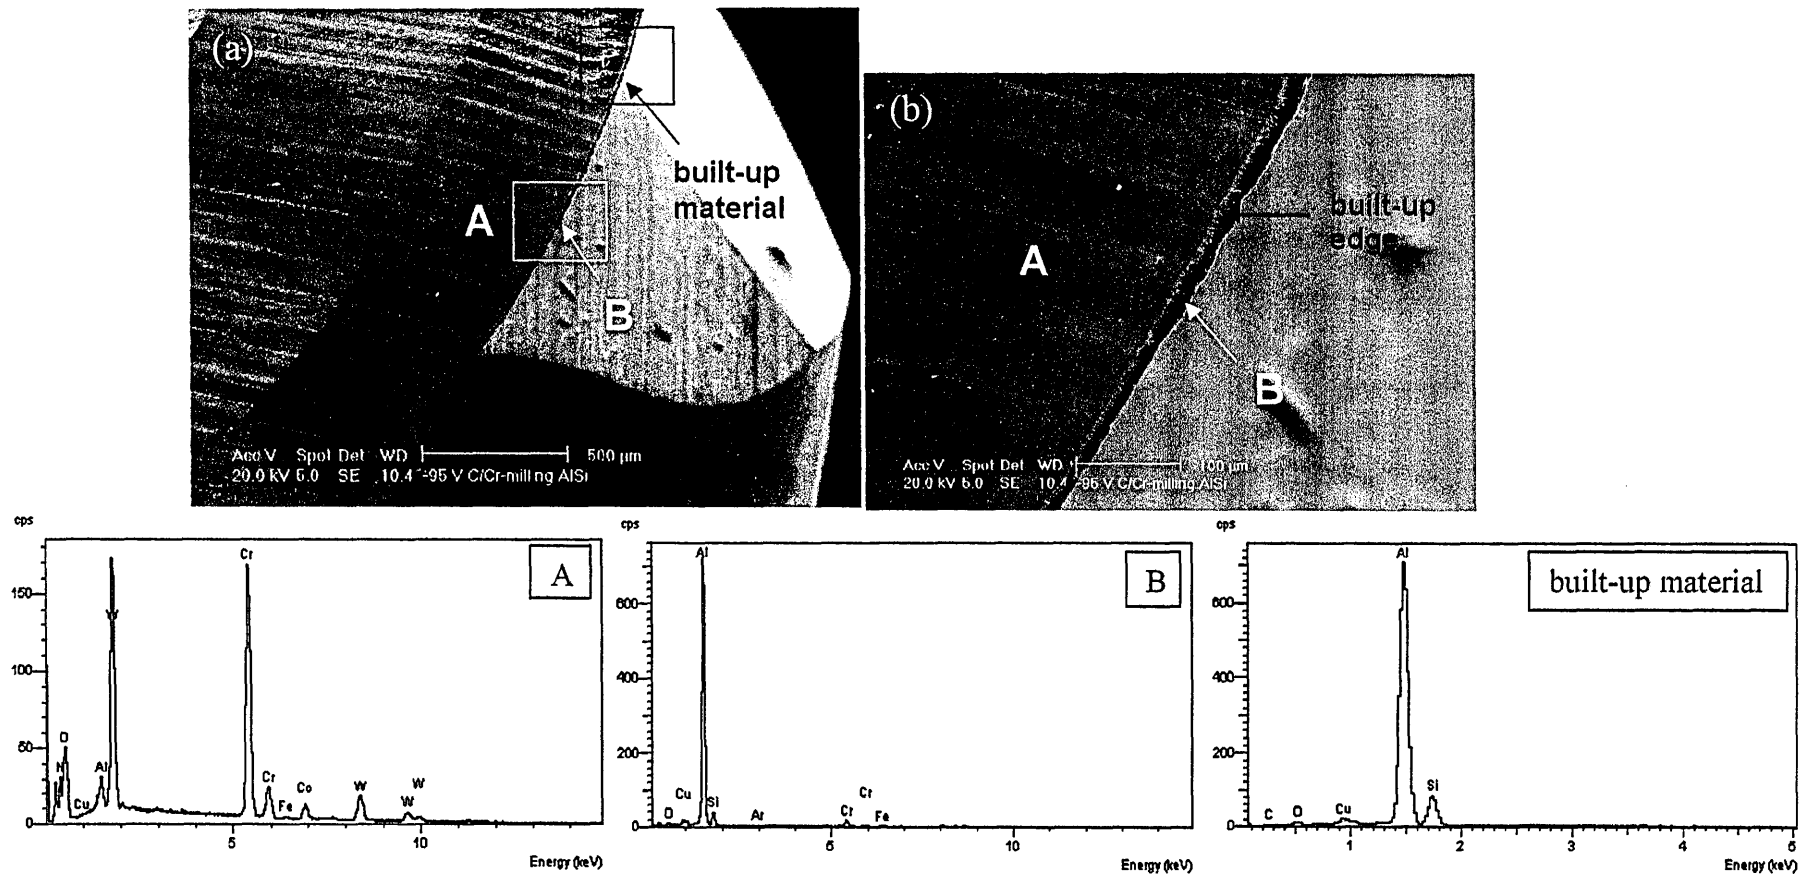 (a)
built-up
material
A
B
Acc V Spot Det WD 500 µm
20.0 kV 5.0 SE 10.4 -95 V C/Cr-milling AlSi
(b)
built-up
edge
A
B
Acc V Spot Det WD 100 µm
20.0 kV 5.0 SE 10.4 -95 V C/Cr-milling AlSi
cps
A
150
100
50
0
N
O
Cu
Al
W
Cr
Cr
Fe
Co
W
W
W
5
10
Energy (keV)
cps
B
600
400
200
0
O
Cu
Al
Si
Ar
Cr
Cr
Fe
10
Energy (keV)
cps
built-up material
600
400
200
0
C
O
Cu
Al
Si
1
2
3
4
5
Energy (keV)